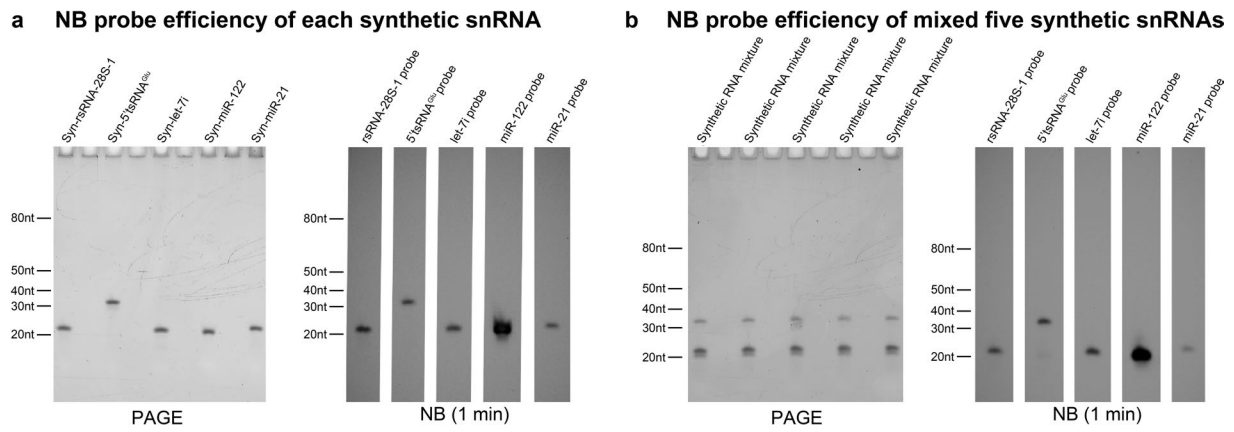 a NB probe efficiency of each synthetic snRNA
Syn-rsRNA-28S-1
Syn-5'tsRNAGlu
Syn-let-7i
Syn-miR-122
Syn-miR-21
80nt
50nt
40nt
30nt
20nt
PAGE
rsRNA-28S-1 probe
5'tsRNAGlu probe
let-7i probe
miR-122 probe
miR-21 probe
80nt
50nt
40nt
30nt
20nt
NB (1 min)
b NB probe efficiency of mixed five synthetic snRNAs
Synthetic RNA mixture
Synthetic RNA mixture
Synthetic RNA mixture
Synthetic RNA mixture
Synthetic RNA mixture
80nt
50nt
40nt
30nt
20nt
PAGE
rsRNA-28S-1 probe
5'tsRNAGlu probe
let-7i probe
miR-122 probe
miR-21 probe
80nt
50nt
40nt
30nt
20nt
NB (1 min)